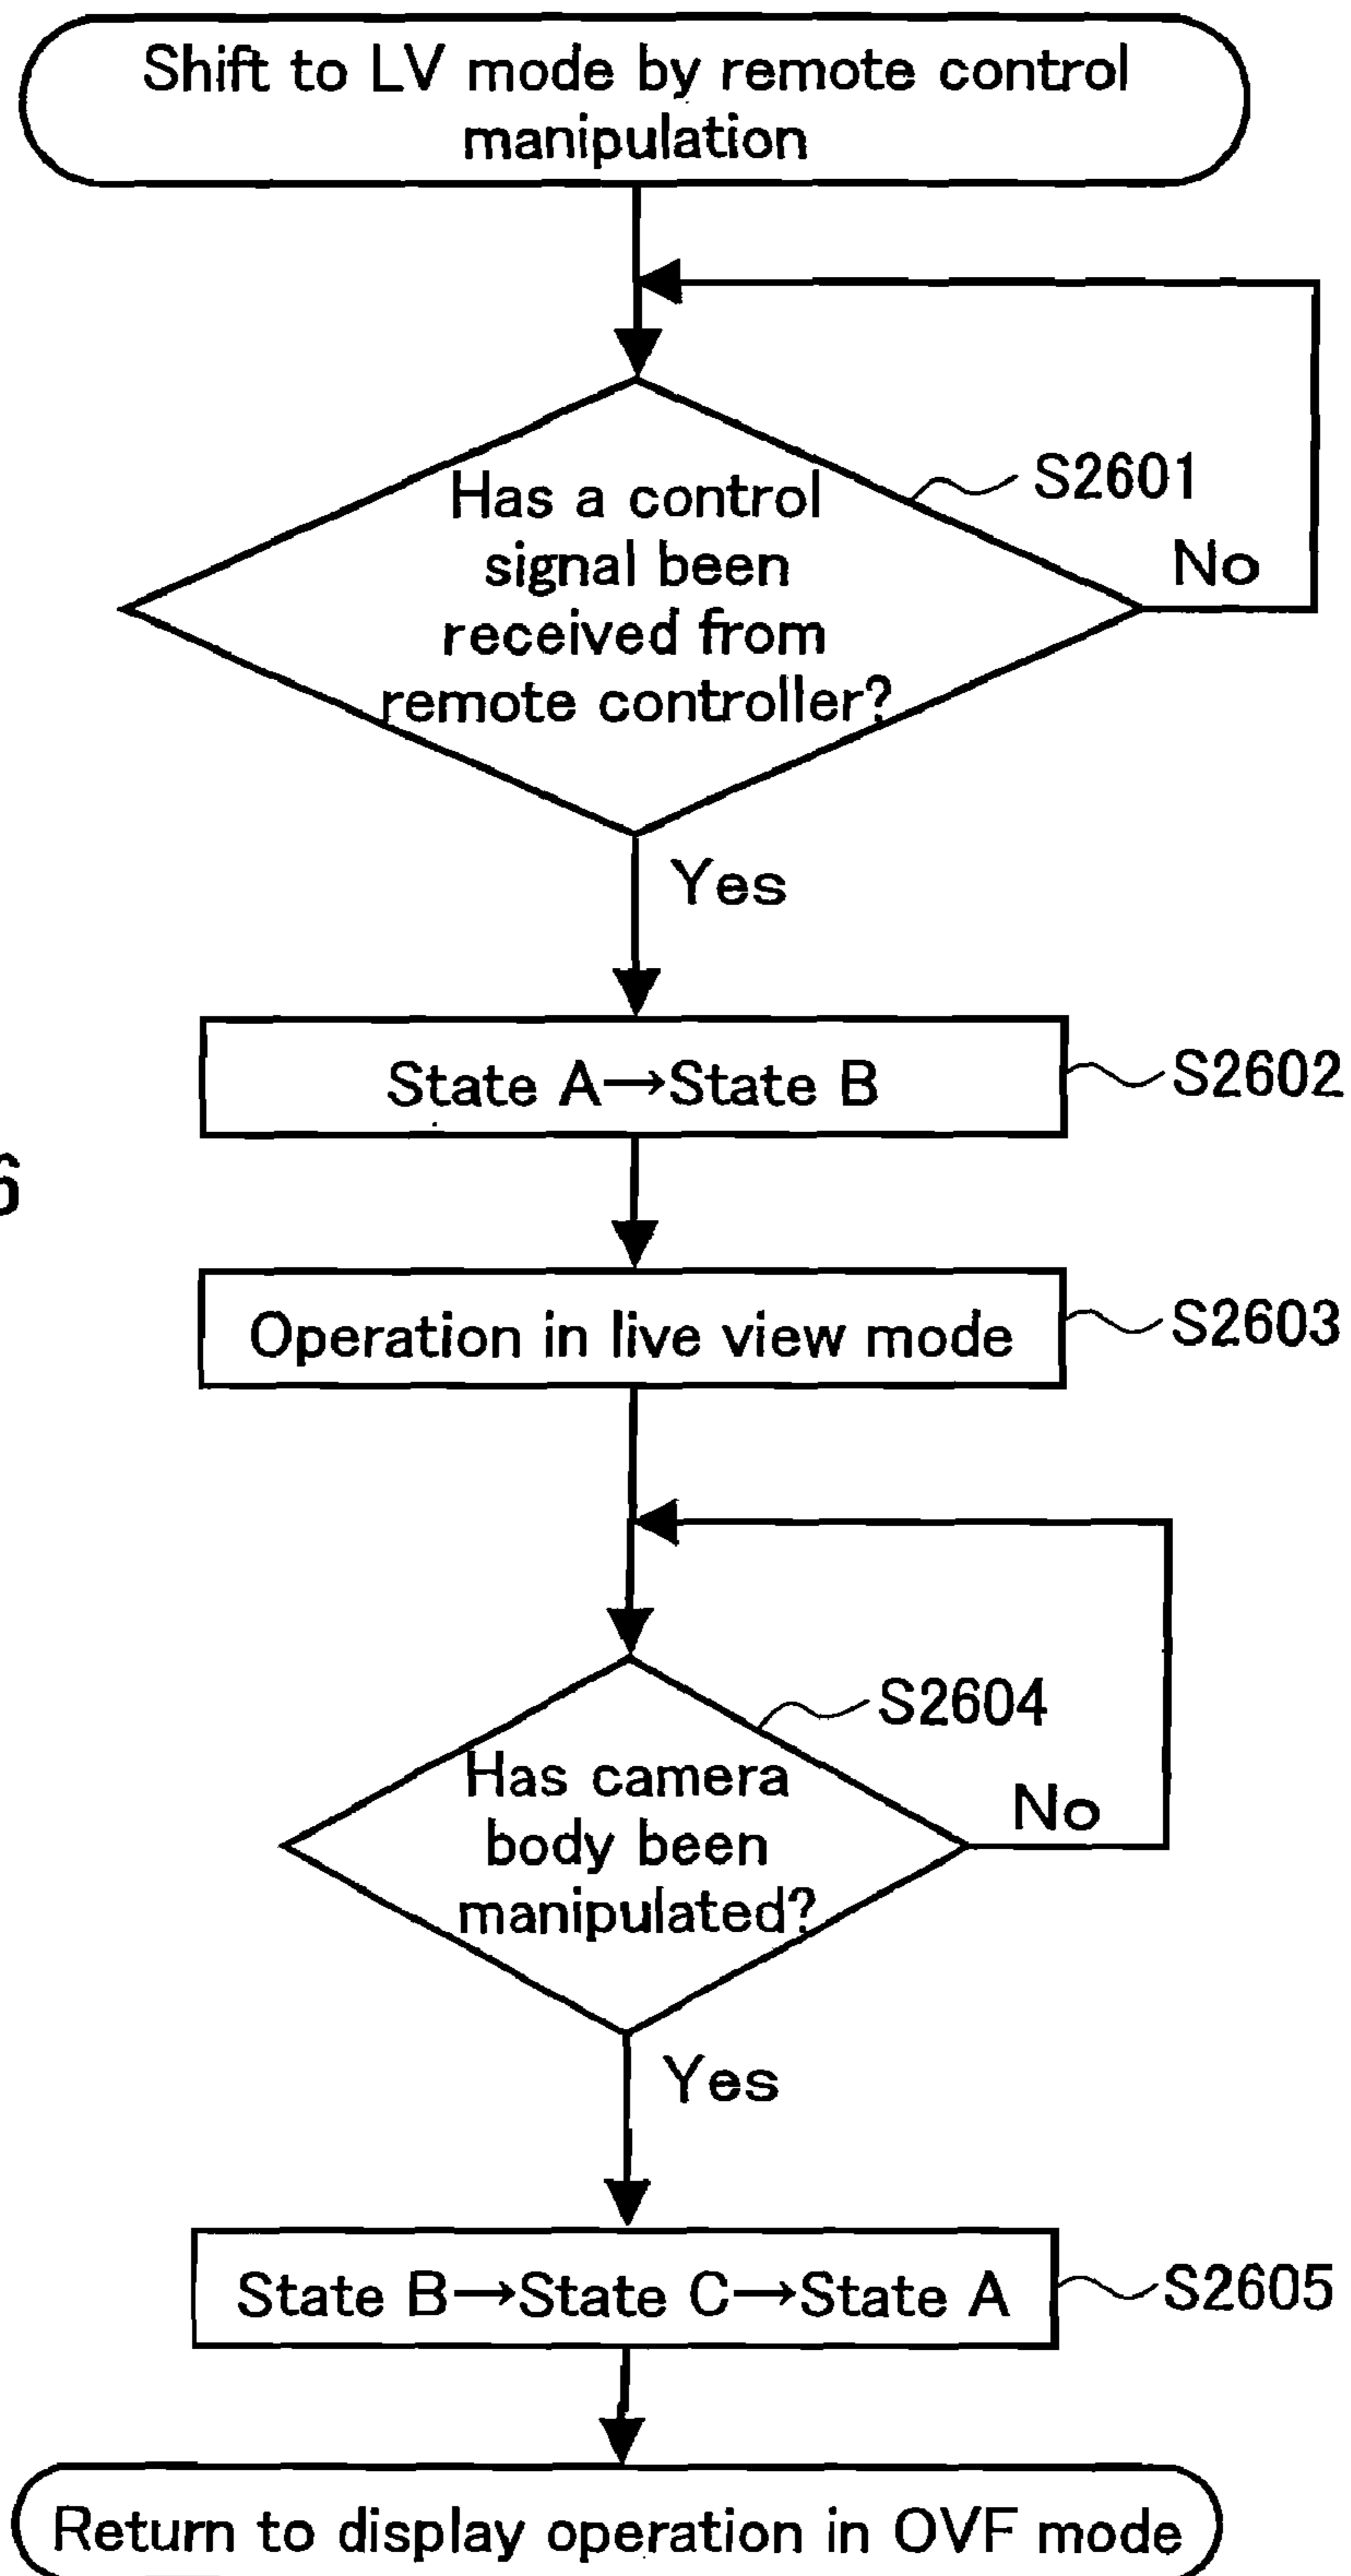 Shift to LV mode by remote control
manipulation
Has a control
signal been
received from
remote controller?
S2601
No
Yes
State A→State B
S2602
6
Operation in live view mode
S2603
Has camera
body been
manipulated?
S2604
No
Yes
State B→State C→State A
S2605
Return to display operation in OVF mode